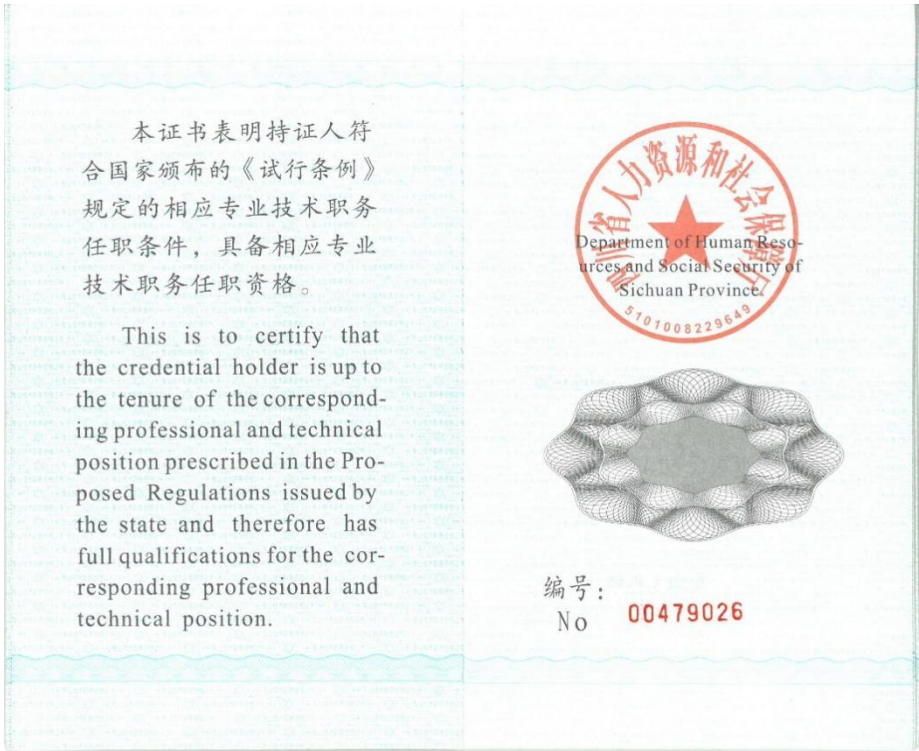 本证书表明持证人符
合国家颁布的《试行条例》
规定的相应专业技术职务
任职条件，具备相应专业
技术职务任职资格。
This is to certify that
the credential holder is up to
the tenure of the correspond-
ing professional and technical
position prescribed in the Pro-
posed Regulations issued by
the state and therefore has
full qualifications for the cor-
responding professional and
technical position.
四川省人力资源和社会保障厅
Department of Human Reso-
urces and Social Security of
Sichuan Province.
5101008229649
编号：
No 00479026